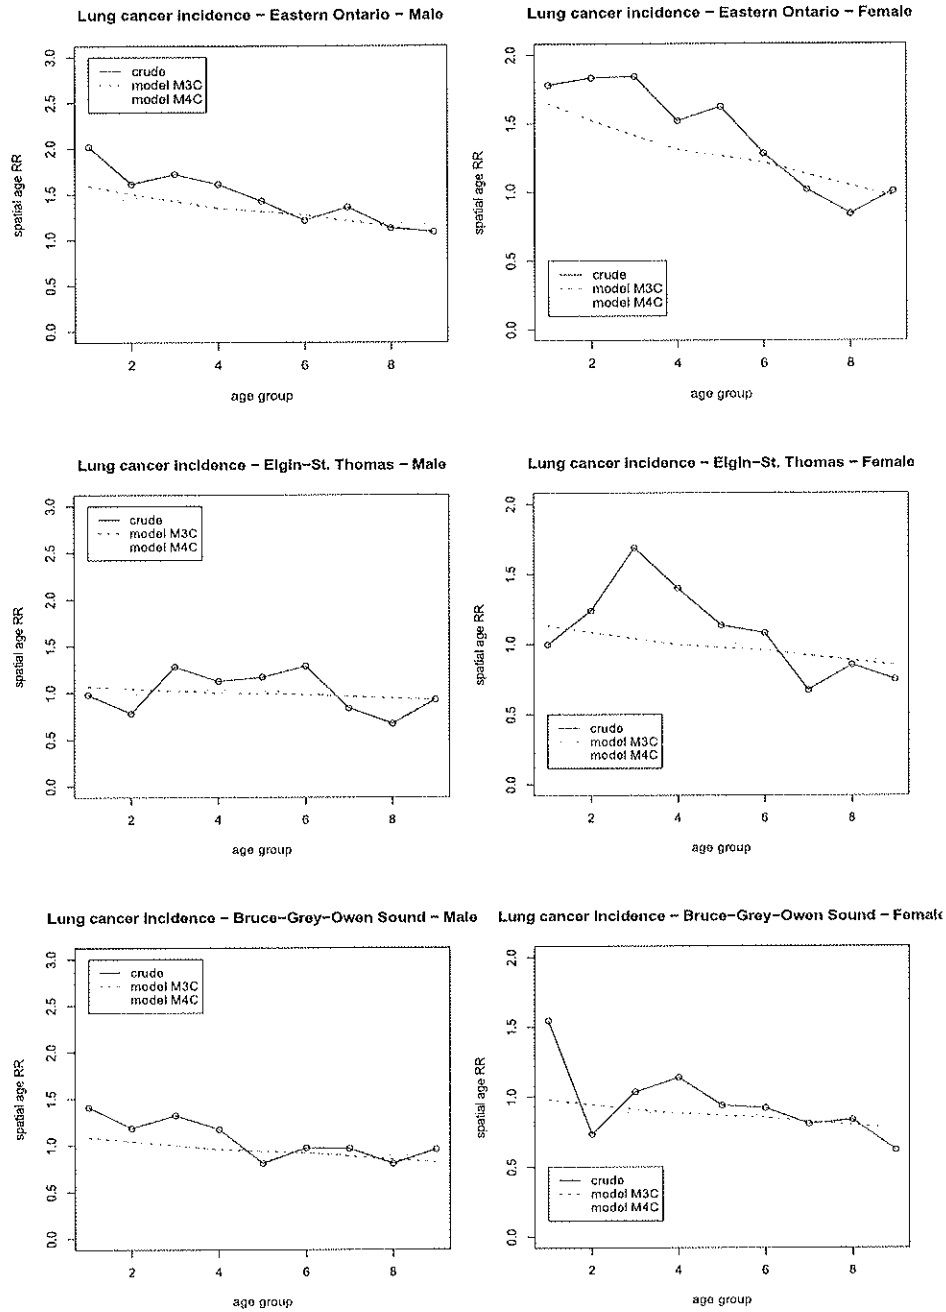 Lung cancer incidence – Eastern Ontario – Male
spatial age RR
3.0
2.5
2.0
1.5
1.0
0.5
0.0
crude
model M3C
model M4C
2 4 6 8
age group
Lung cancer incidence – Eastern Ontario – Female
spatial age RR
2.0
1.5
1.0
0.5
0.0
crude
model M3C
model M4C
2 4 6 8
age group
Lung cancer incidence – Elgin–St. Thomas – Male
spatial age RR
3.0
2.5
2.0
1.5
1.0
0.5
0.0
crude
model M3C
model M4C
2 4 6 8
age group
Lung cancer incidence – Elgin–St. Thomas – Female
spatial age RR
2.0
1.5
1.0
0.5
0.0
crude
model M3C
model M4C
2 4 6 8
age group
Lung cancer incidence – Bruce–Grey–Owen Sound – Male
spatial age RR
3.0
2.5
2.0
1.5
1.0
0.5
0.0
crude
model M3C
model M4C
2 4 6 8
age group
Lung cancer incidence – Bruce–Grey–Owen Sound – Female
spatial age RR
2.0
1.5
1.0
0.5
0.0
crude
model M3C
model M4C
2 4 6 8
age group